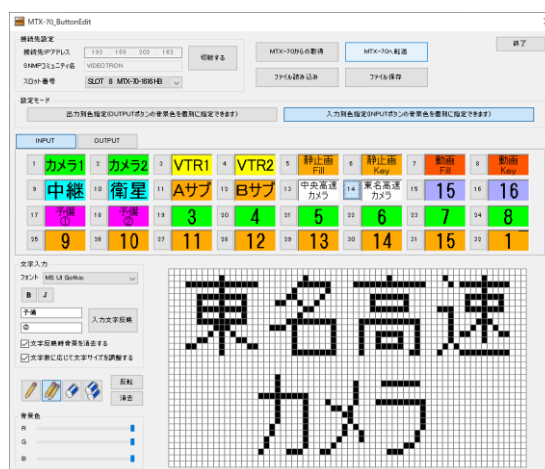 MTX-70_ButtonEdit
接続先設定
接続先IPアドレス 193 . 168 . 200 . 193
切断する
MTX-70からの取得
MTX-70へ転送
終了
SNMPコミュニティ名 VIDEOTRON
スロット番号 SLOT 8 MTX-70-1616HB
ファイル読み込み
ファイル保存
設定モード
出力別色指定(OUTPUTボタンの背景色を個別に指定できます)
入力別色指定(INPUTボタンの背景色を個別に指定できます)
INPUT OUTPUT
1 カメラ1 2 カメラ2 3 VTR1 4 VTR2 5 静止画 Fill 6 静止画 Key 7 動画 Fill 8 動画 Key
9 中継 10 衛星 11 Aサブ 12 Bサブ 13 中央高速 カメラ 14 東名高速 カメラ 15 15 16 16
17 予備 ① 18 予備 ② 19 3 20 4 21 5 22 6 23 7 24 8
25 9 26 10 27 11 28 12 29 13 30 14 31 15 32 1
文字入力
フォント MS UI Gothic
B I
予備
②
入力文字反映
文字反映時背景を消去する
文字数に応じて文字サイズを調整する
反転
消去
背景色
R
G
B
東名高速
カメラ